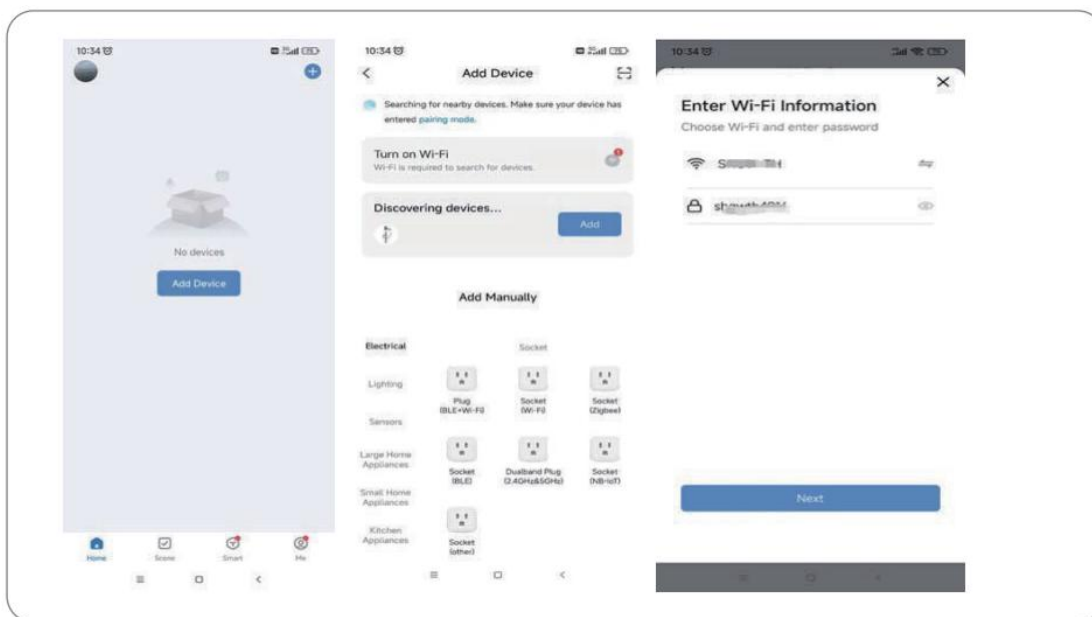 10:34
No devices
Add Device
Home
Scene
Smart
Me
10:34
Add Device
Searching for nearby devices. Make sure your device has
entered pairing mode.
Turn on Wi-Fi
Wi-Fi is required to search for devices.
Discovering devices...
Add
Add Manually
Electrical
Lighting
Sensors
Large Home
Appliances
Small Home
Appliances
Kitchen
Appliances
Socket
Plug
(BLE+Wi-Fi)
Socket
(Wi-Fi)
Socket
(Zigbee)
Socket
(BLE)
Dualband Plug
(2.4GHz&5GHz)
Socket
(NB-IoT)
Socket
(other)
10:34
Enter Wi-Fi Information
Choose Wi-Fi and enter password
Next